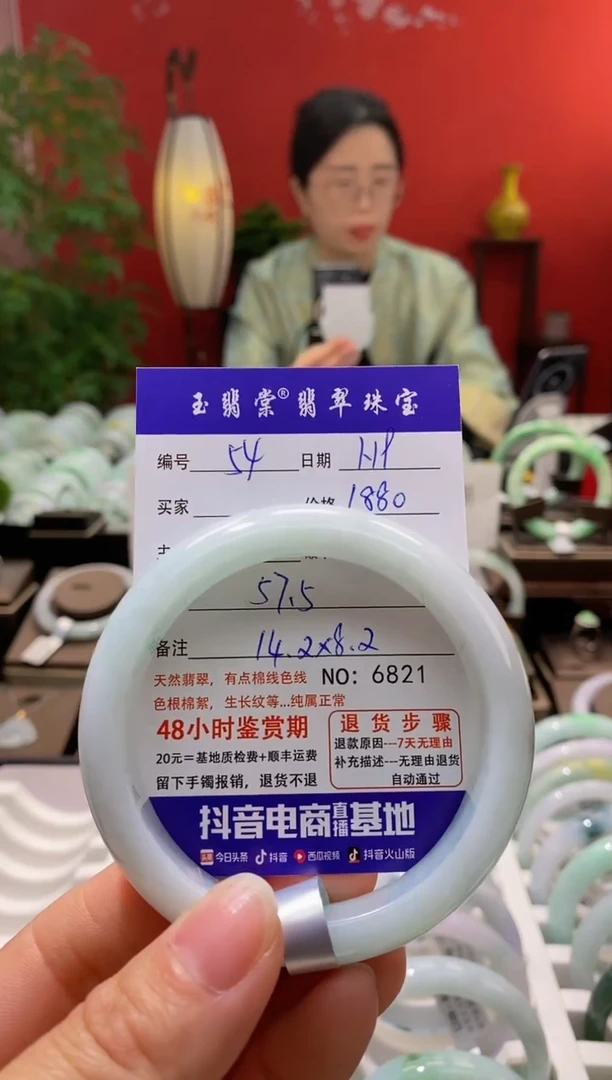 玉翡棠®翡翠珠宝
编号 54 日期
买家 价格 1880
57.5
备注 14.2x8.2
天然翡翠，有点棉线色线 NO: 6821
色根棉絮，生长纹等...纯属正常
48小时鉴赏期
20元＝基地质检费+顺丰运费
留下手镯报销，退货不退
退货步骤
退款原因---7天无理由
补充描述---无理由退货
自动通过
抖音电商直播基地
今日头条 抖音 西瓜视频 抖音火山版